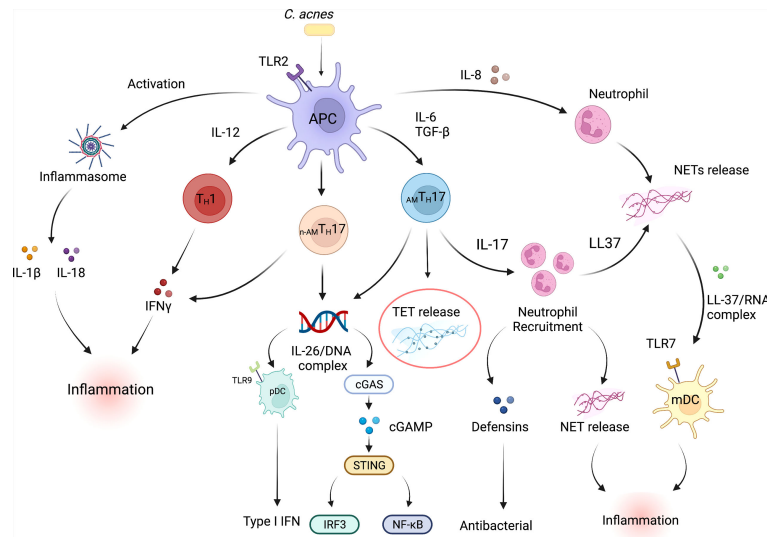 C. acnes
TLR2
Activation
IL-8
Neutrophil
APC
IL-6
TGF-β
IL-12
Inflammasome
NETs release
TH1
n-AMTH17
AMTH17
IL-17
LL37
IL-1β
IL-18
IFNγ
TET release
Neutrophil
Recruitment
LL-37/RNA
complex
IL-26/DNA
complex
TLR7
TLR9
pDC
cGAS
mDC
Inflammation
cGAMP
Defensins
NET release
STING
Type I IFN
IRF3
NF-κB
Antibacterial
Inflammation